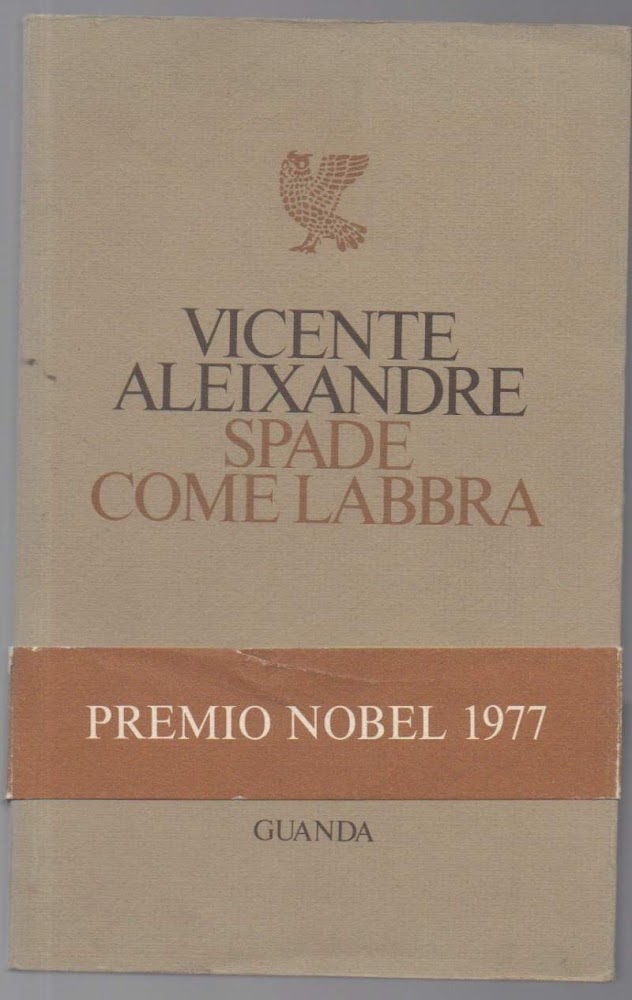 VICENTE
ALEIXANDRE
SPADE
COME LABBRA
PREMIO NOBEL 1977
GUANDA